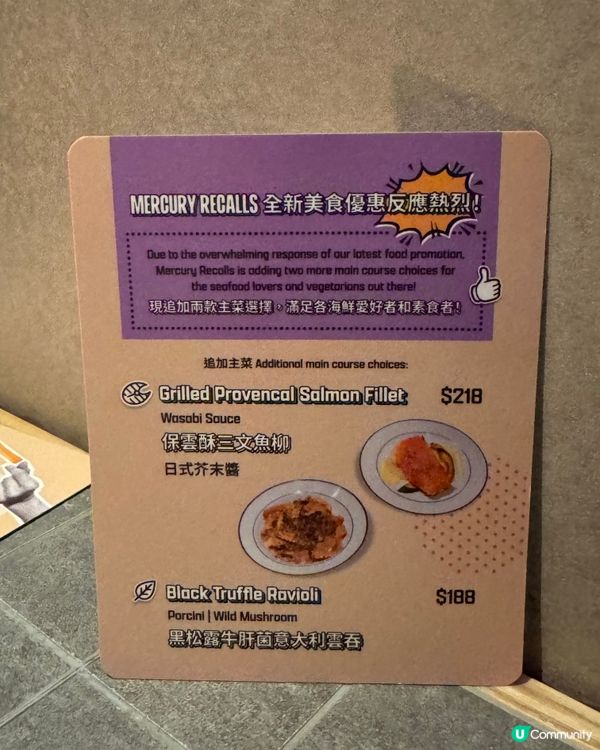 MERCURY RECALLS 全新美食優惠反應熱烈!
Due to the overwhelming response of our latest food promotion,
Mercury Recalls is adding two more main course choices for
the seafood lovers and vegetarians out there!
現追加兩款主菜選擇，滿足各海鮮愛好者和素食者!
追加主菜 Additional main course choices:
Grilled Provencal Salmon Fillet $218
Wasabi Sauce
保雲酥三文魚柳
日式芥末醬
Black Truffle Ravioli $188
Porcini | Wild Mushroom
黑松露牛肝菌意大利雲吞
U Community